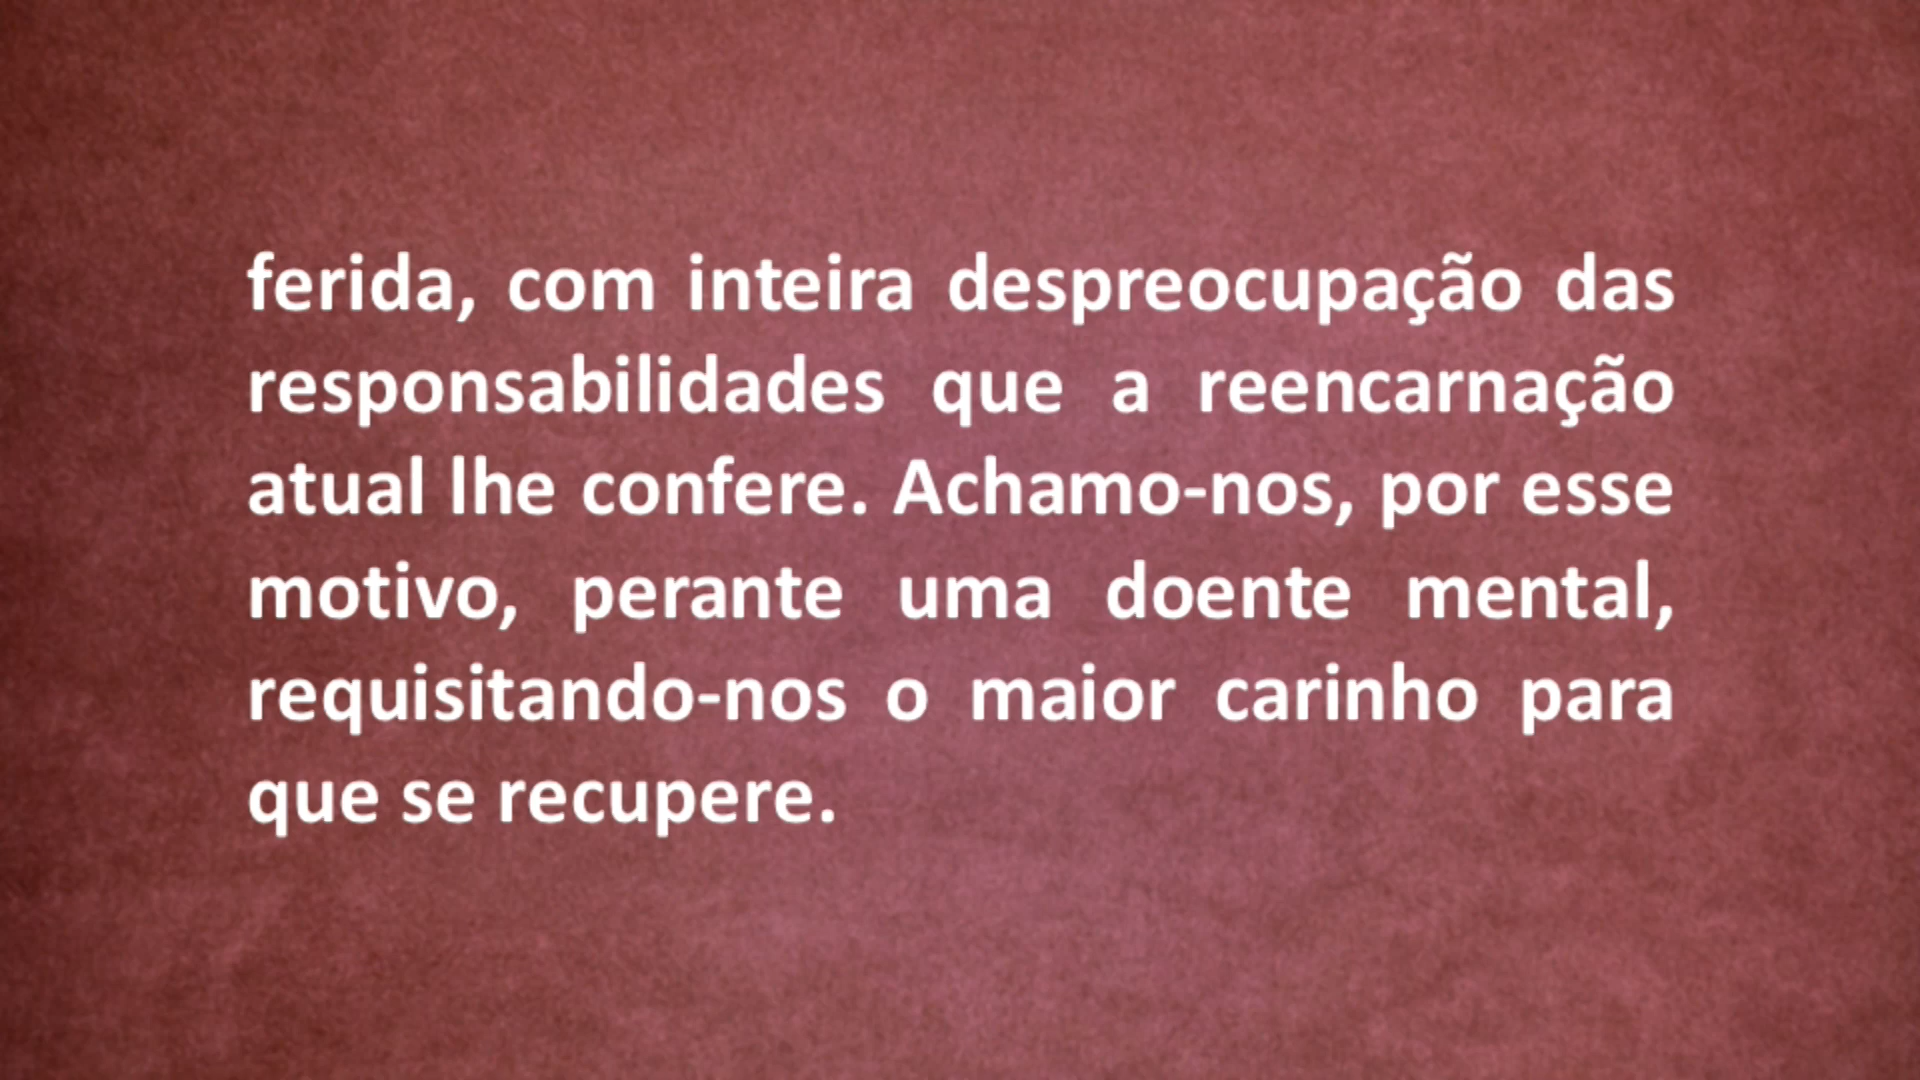 ferida, com inteira despreocupação das
responsabilidades que a reencarnação
atual lhe confere. Achamo-nos, por esse
motivo, perante uma doente mental,
requisitando-nos o maior carinho para
que se recupere.